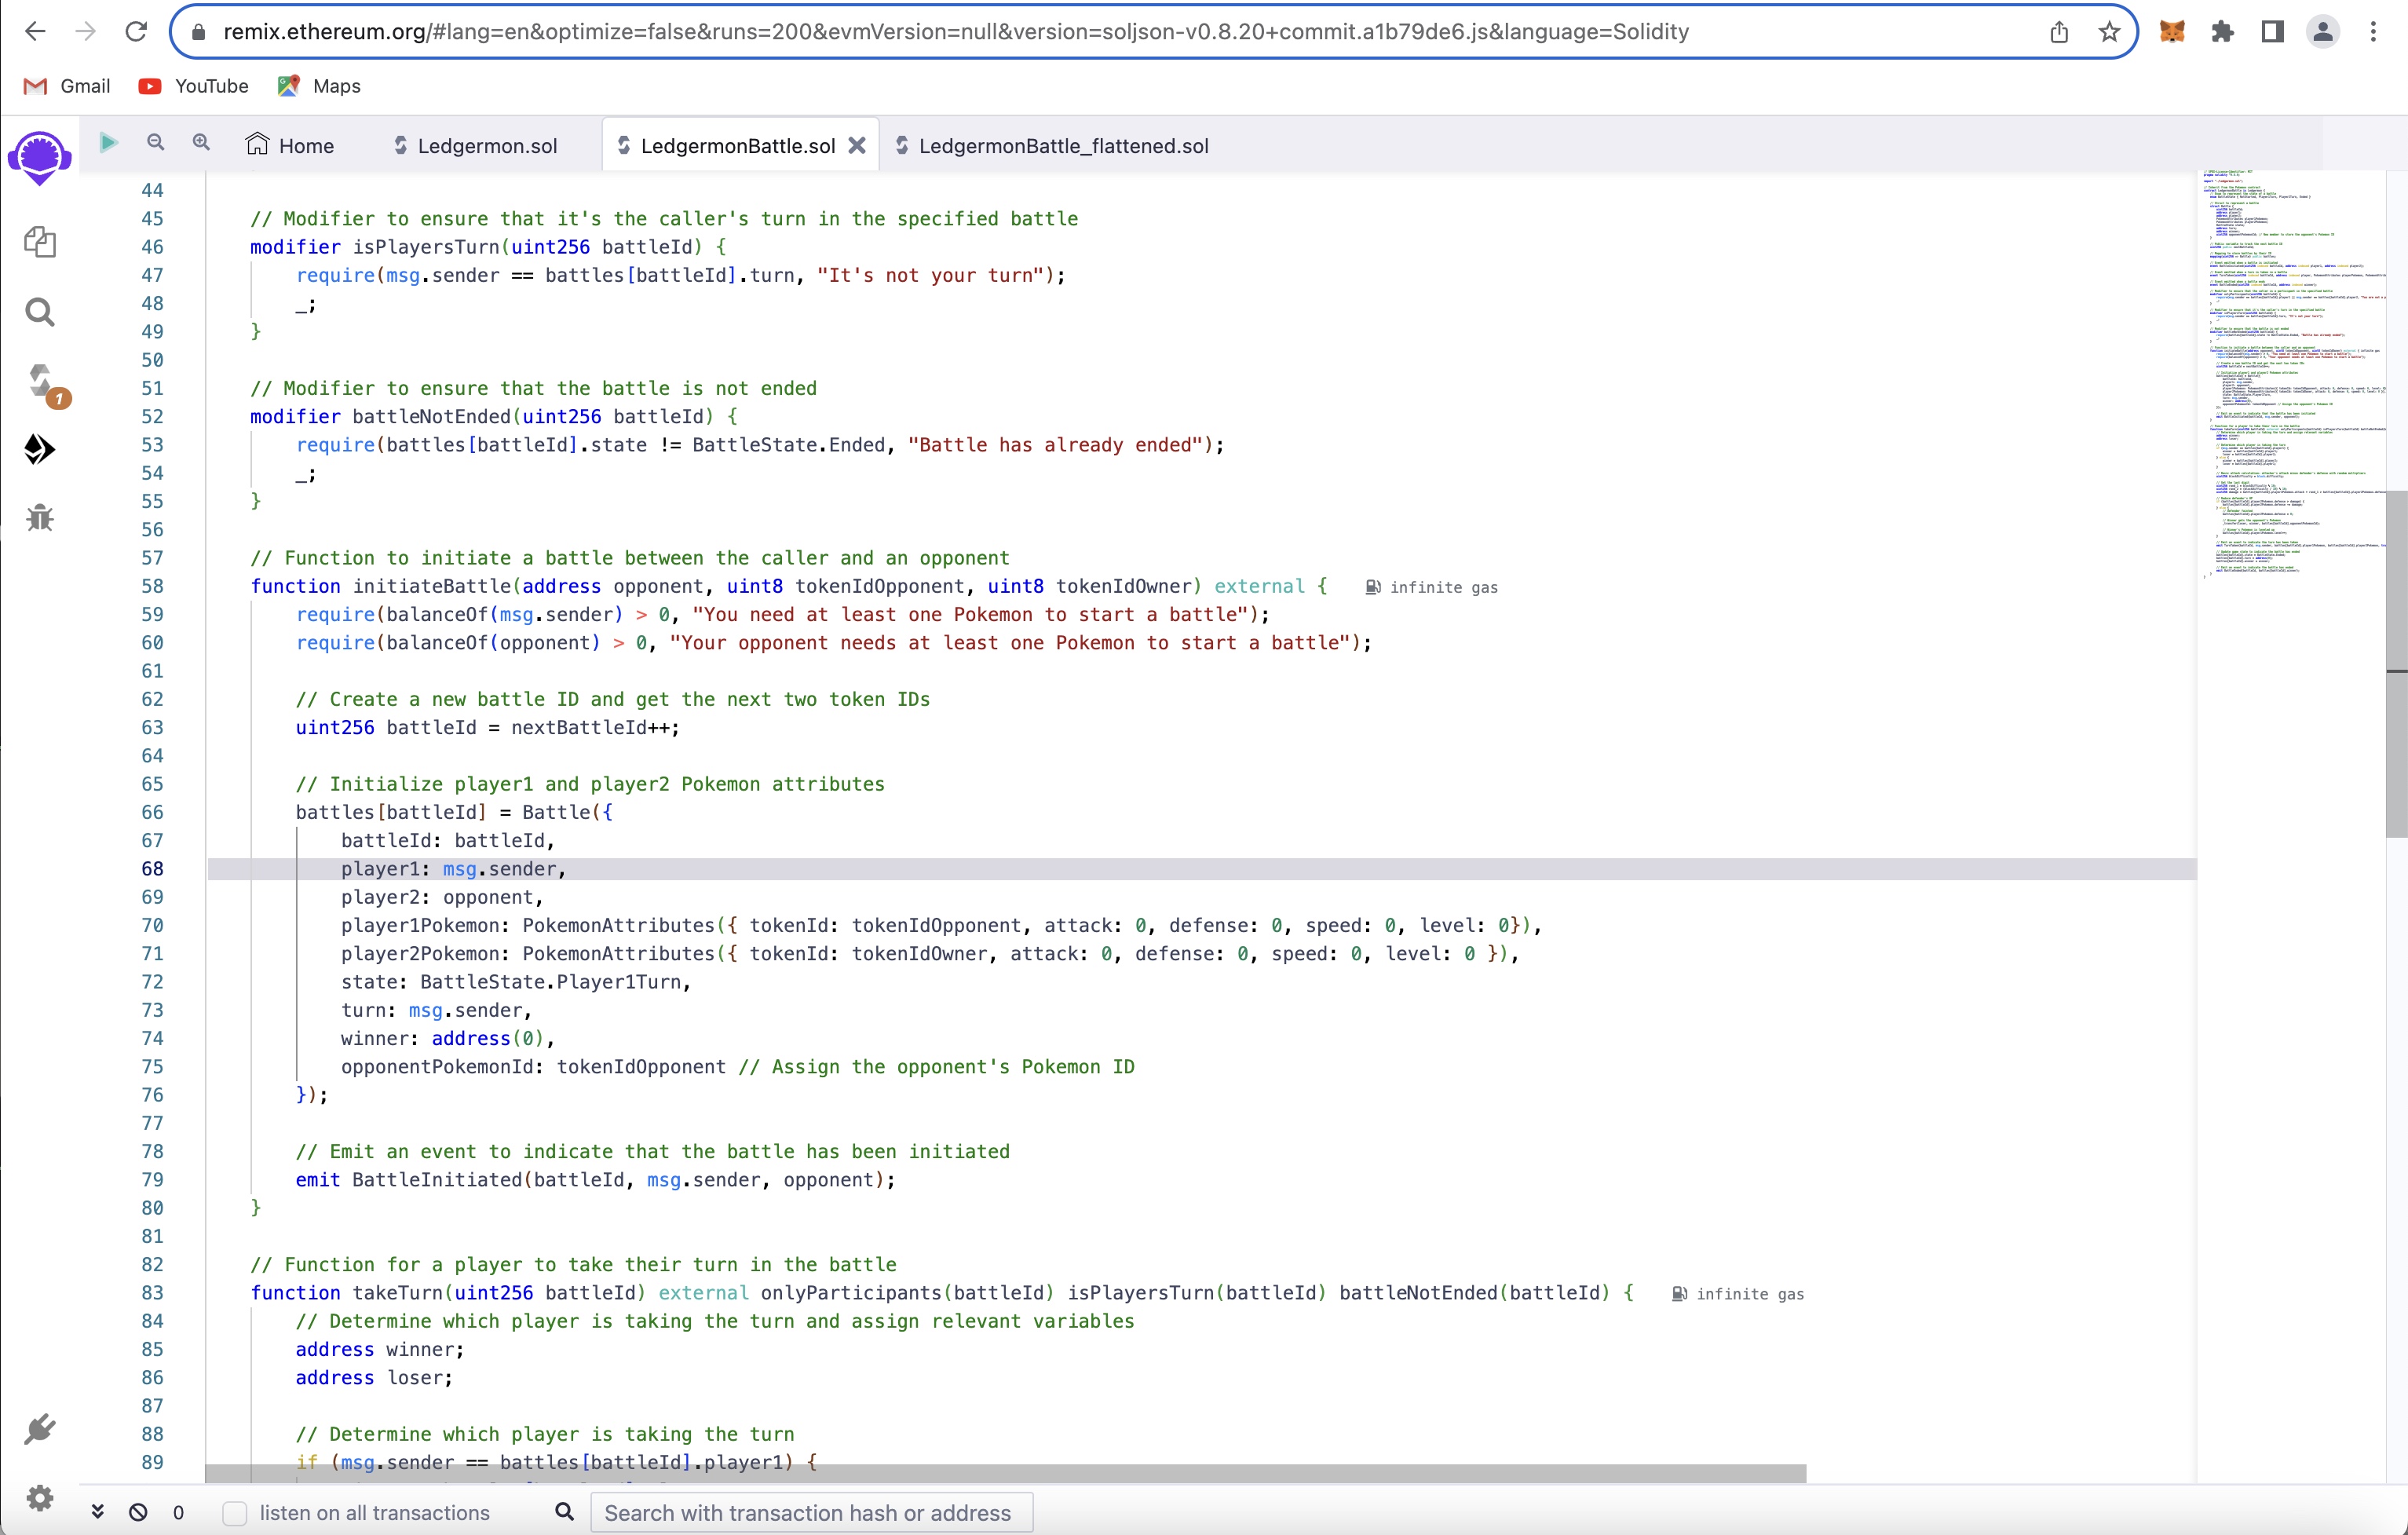 remix.ethereum.org/#lang=en&optimize=false&runs=200&evmVersion=null&version=soljson-v0.8.20+commit.a1b79de6.js&language=Solidity
Gmail YouTube Maps
Home Ledgermon.sol LedgermonBattle.sol LedgermonBattle_flattened.sol
44
45 // Modifier to ensure that it's the caller's turn in the specified battle
46 modifier isPlayersTurn(uint256 battleId) {
47 require(msg.sender == battles[battleId].turn, "It's not your turn");
48 _;
49 }
50
51 // Modifier to ensure that the battle is not ended
52 modifier battleNotEnded(uint256 battleId) {
53 require(battles[battleId].state != BattleState.Ended, "Battle has already ended");
54 _;
55 }
56
57 // Function to initiate a battle between the caller and an opponent
58 function initiateBattle(address opponent, uint8 tokenIdOpponent, uint8 tokenIdOwner) external { infinite gas
59 require(balanceOf(msg.sender) > 0, "You need at least one Pokemon to start a battle");
60 require(balanceOf(opponent) > 0, "Your opponent needs at least one Pokemon to start a battle");
61
62 // Create a new battle ID and get the next two token IDs
63 uint256 battleId = nextBattleId++;
64
65 // Initialize player1 and player2 Pokemon attributes
66 battles[battleId] = Battle({
67 battleId: battleId,
68 player1: msg.sender,
69 player2: opponent,
70 player1Pokemon: PokemonAttributes({ tokenId: tokenIdOpponent, attack: 0, defense: 0, speed: 0, level: 0}),
71 player2Pokemon: PokemonAttributes({ tokenId: tokenIdOwner, attack: 0, defense: 0, speed: 0, level: 0 }),
72 state: BattleState.Player1Turn,
73 turn: msg.sender,
74 winner: address(0),
75 opponentPokemonId: tokenIdOpponent // Assign the opponent's Pokemon ID
76 });
77
78 // Emit an event to indicate that the battle has been initiated
79 emit BattleInitiated(battleId, msg.sender, opponent);
80 }
81
82 // Function for a player to take their turn in the battle
83 function takeTurn(uint256 battleId) external onlyParticipants(battleId) isPlayersTurn(battleId) battleNotEnded(battleId) { infinite gas
84 // Determine which player is taking the turn and assign relevant variables
85 address winner;
86 address loser;
87
88 // Determine which player is taking the turn
89 if (msg.sender == battles[battleId].player1) {
1
0 listen on all transactions Search with transaction hash or address